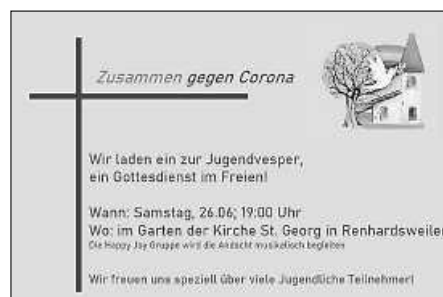 Zusammen gegen Corona
Wir laden ein zur Jugendvesper,
ein Gottesdienst im Freien!
Wann: Samstag, 26.06; 19:00 Uhr
Wo: im Garten der Kirche St. Georg in Renhardsweiler
Die Happy Joy Gruppe wird die Andacht musikalisch begleiten
Wir freuen uns speziell über viele Jugendliche Teilnehmer!